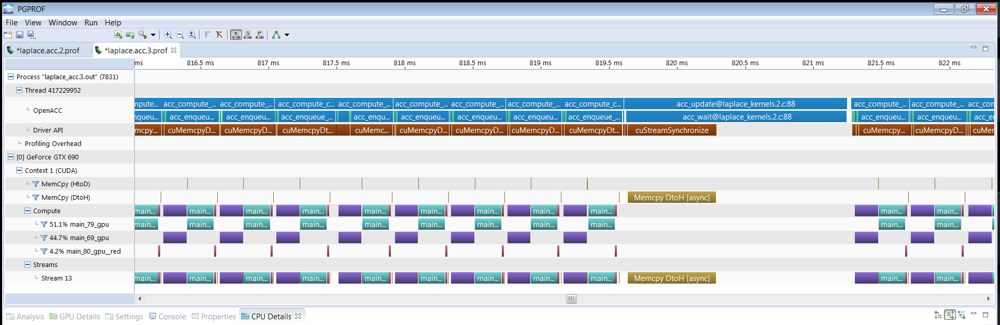 PGPROF
File View Window Run Help
*laplace.acc.2.prof *laplace.acc.3.prof
ms 816.5 ms 817 ms 817.5 ms 818 ms 818.5 ms 819 ms 819.5 ms 820 ms 820.5 ms 821 ms 821.5 ms 822 ms
Process "laplace_acc.3.out" (7831)
Thread 417229952
mpute... acc_compute_... acc_compute_... acc_compute_c... acc_compute_... acc_compute_... acc_compute_... acc_compute_... acc_compute_c... acc_update@laplace_kernels.2.c:88 acc_compute_... acc_compute_... acc_con
OpenACC
nqueu... acc_enqueu... acc_enqueu... acc_enqueue_... acc_enqu... acc_enqueu... acc_enqueu... acc_enqueu... acc_enqueue_... acc_wait@laplace_kernels.2.c:88 acc_enqueu... acc_enqueu... acc_e
Driver API mcpy... cuMemcpyD... cuMemcpyD... cuMemcpyDt... cuMemc... cuMemcpyD... cuMemcpyD... cuMemcpyD... cuMemcpyDt... cuStreamSynchronize cuMemcpy... cuMemcpyD... cuMer
Profiling Overhead
[0] GeForce GTX 690
Context 1 (CUDA)
MemCpy (HtoD)
MemCpy (DtoH) Memcpy DtoH [async]
Compute main... main... main... main... main... main... main... main... main... main... main...
51.1% main_79_gpu main... main... main... main... main... main... main... main... main... main... main...
44.7% main_69_gpu
4.2% main_80_gpu__red
Streams
Stream 13 main... main... main... main... main... main... main... main... main... Memcpy DtoH [async] main... main...
Analysis GPU Details Settings Console Properties CPU Details